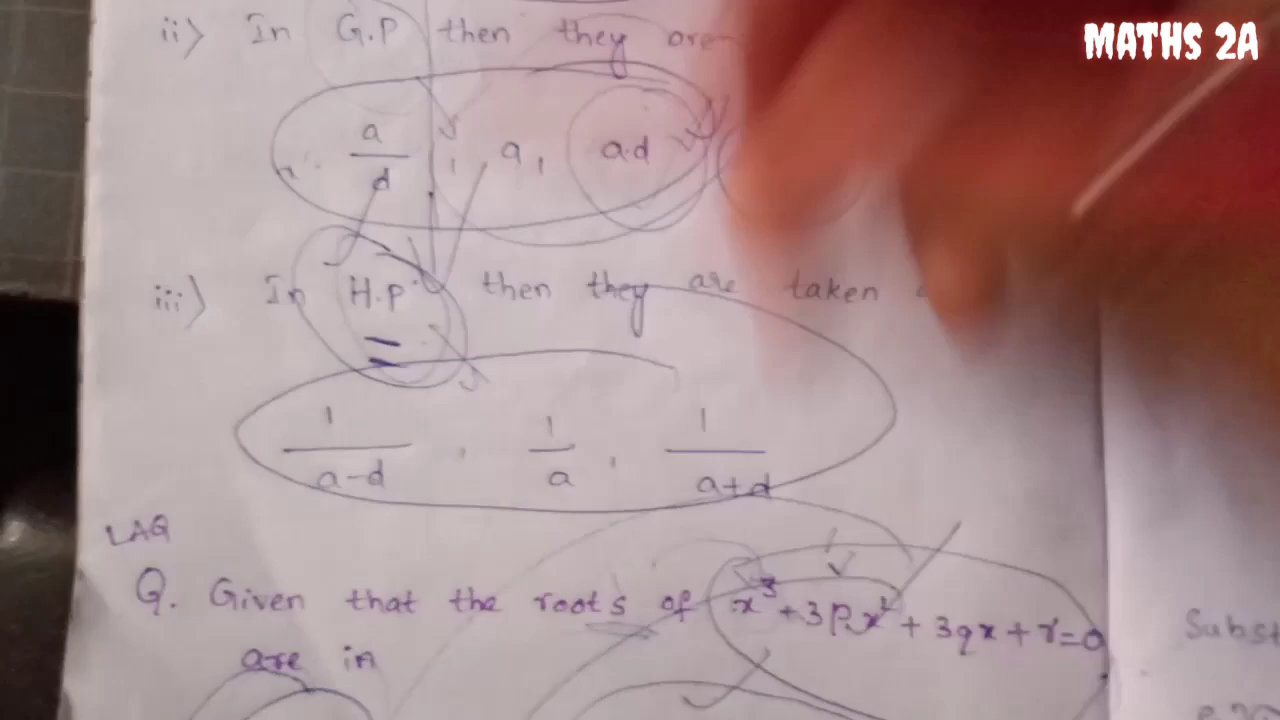 MATHS 2A
ii) In G.P then they are
a/d , a, a.d
iii) In H.P then they are taken
1/(a-d) , 1/a , 1/(a+d)
LAQ
Q. Given that the roots of x³ + 3px² + 3qx + r = 0
are in